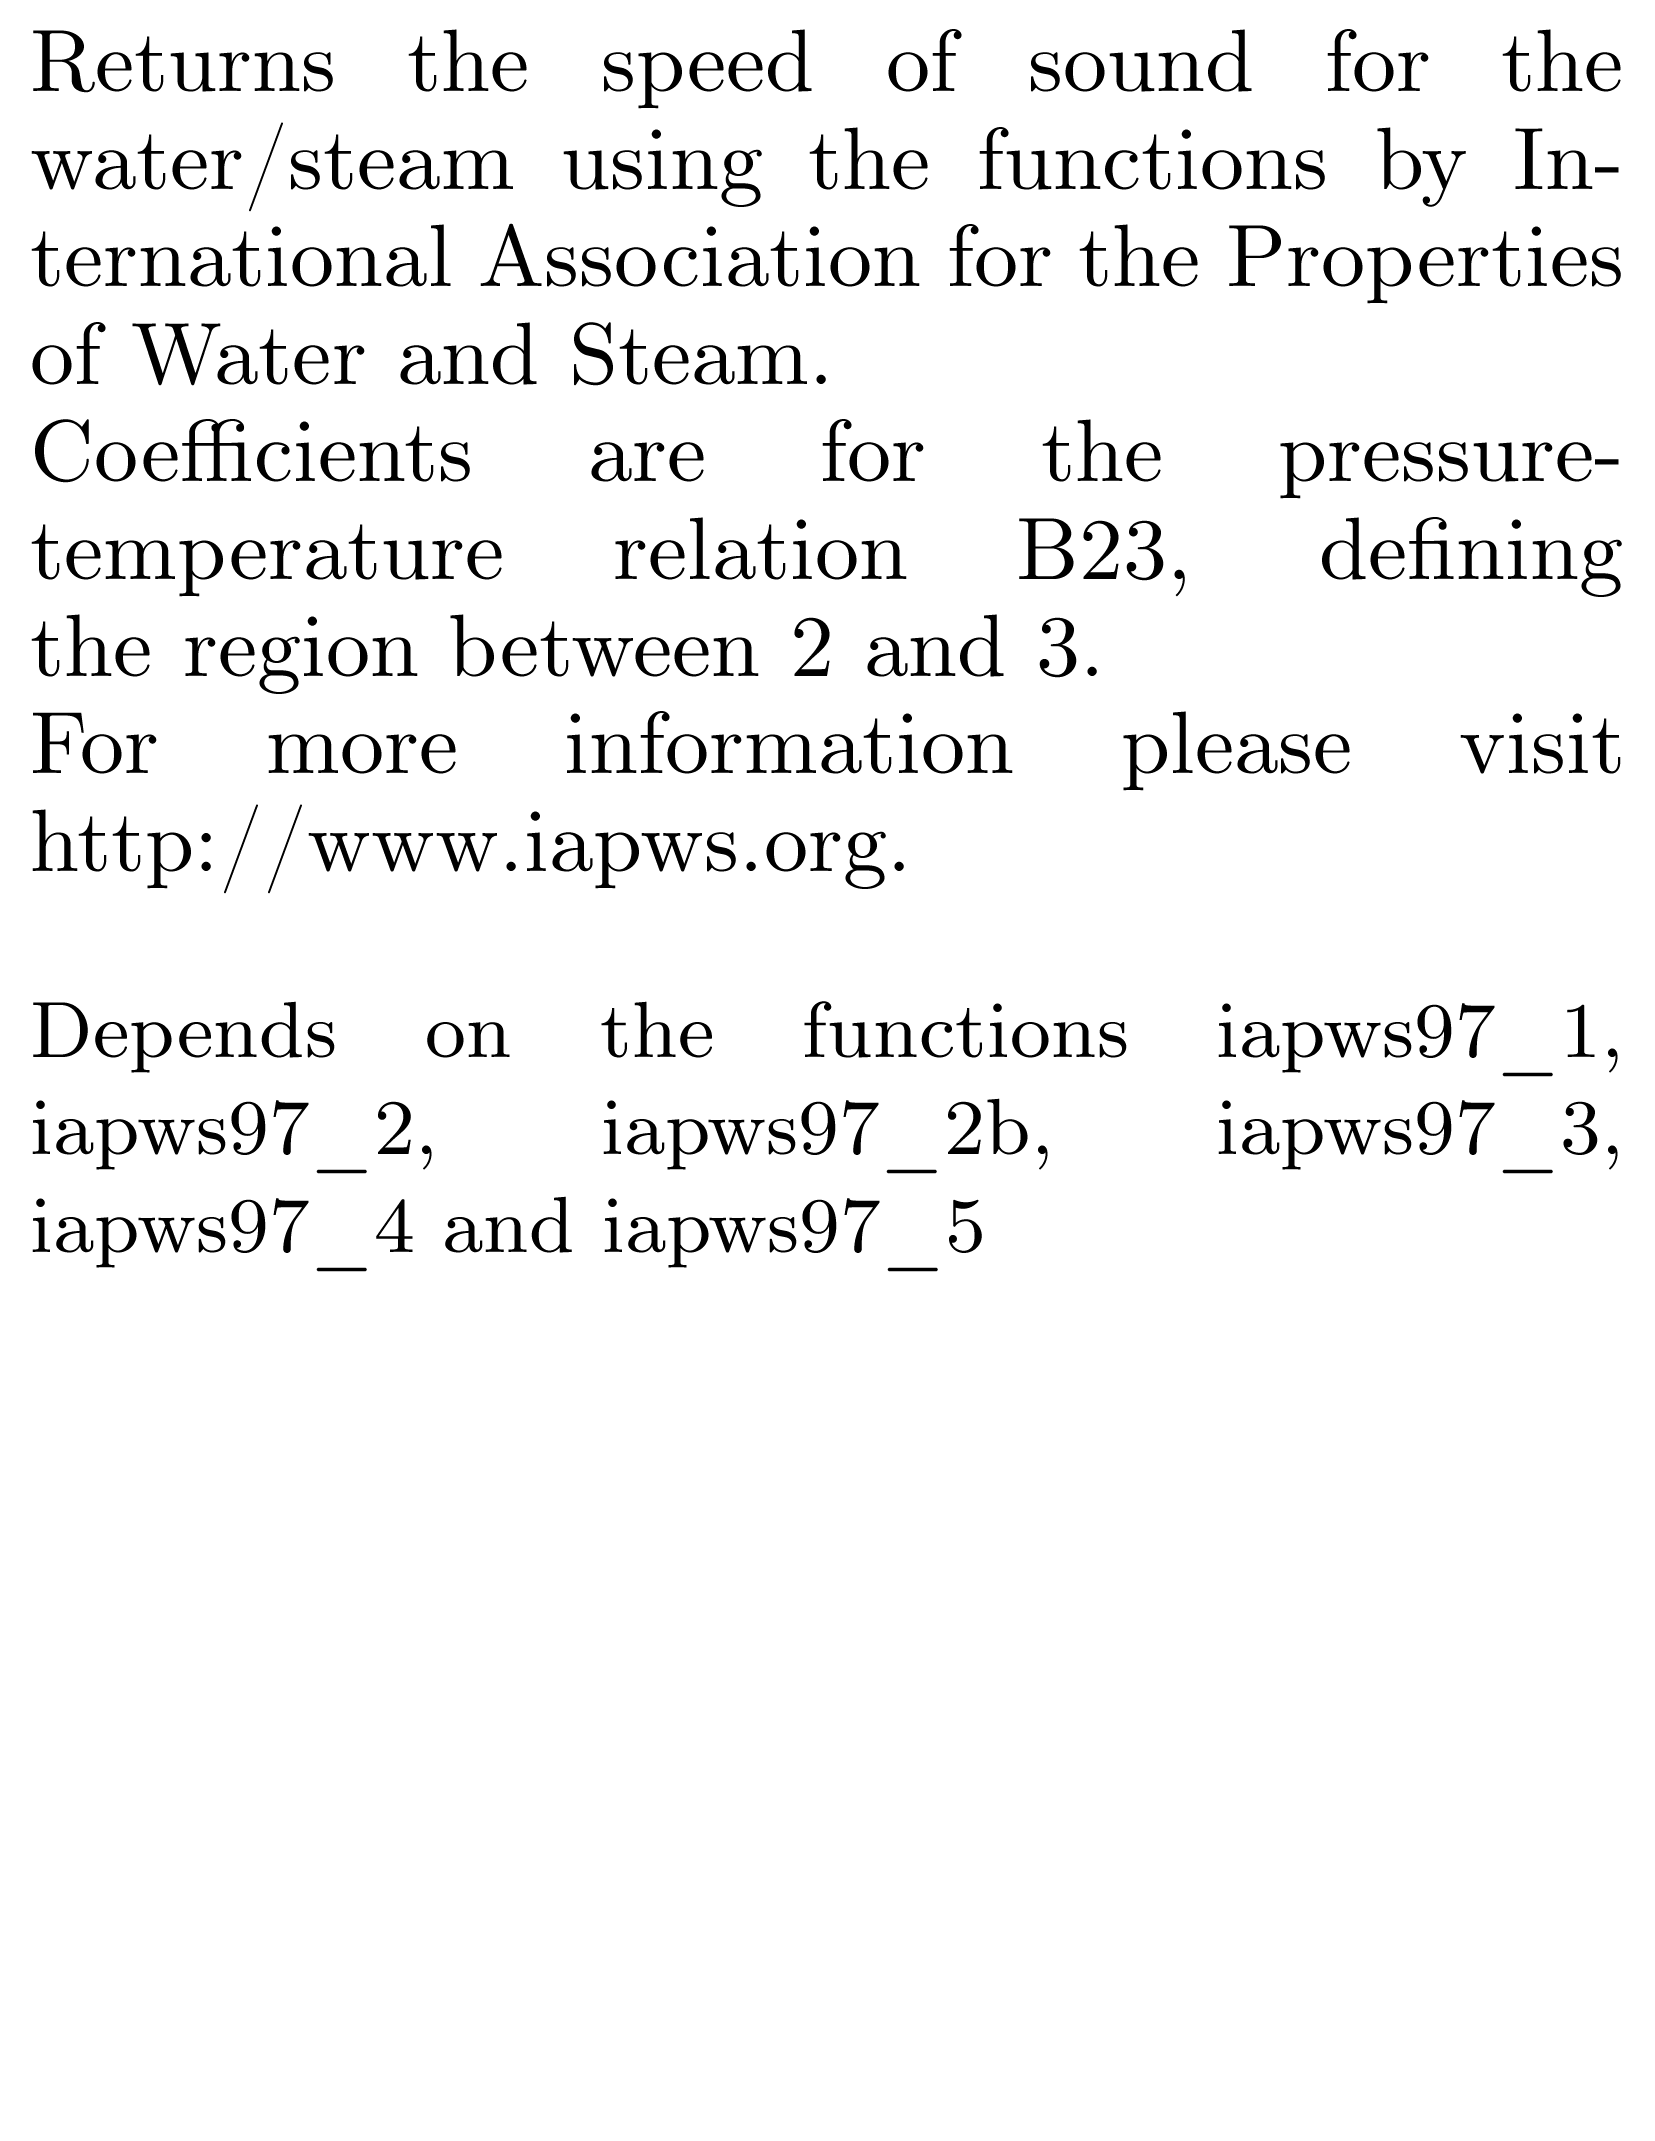 Returns the speed of sound for the
water/steam using the functions by In-
ternational Association for the Properties
of Water and Steam.
Coefficients are for the pressure-
temperature relation B23, defining
the region between 2 and 3.
For more information please visit
http://www.iapws.org.
Depends on the functions iapws97_1,
iapws97_2, iapws97_2b, iapws97_3,
iapws97_4 and iapws97_5